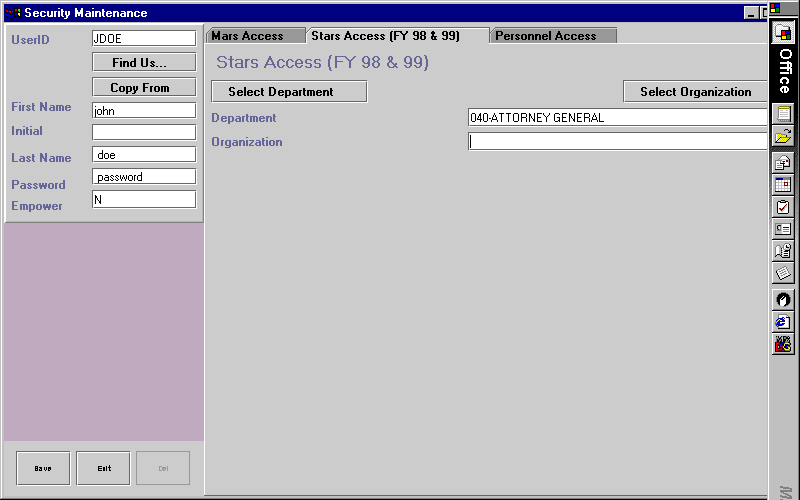 Security Maintenance
UserID JDOE
Find Us...
Copy From
First Name john
Initial
Last Name doe
Password password
Empower N
Save Exit Del
Mars Access Stars Access (FY 98 & 99) Personnel Access
Stars Access (FY 98 & 99)
Select Department Select Organization
Department 040-ATTORNEY GENERAL
Organization
Office